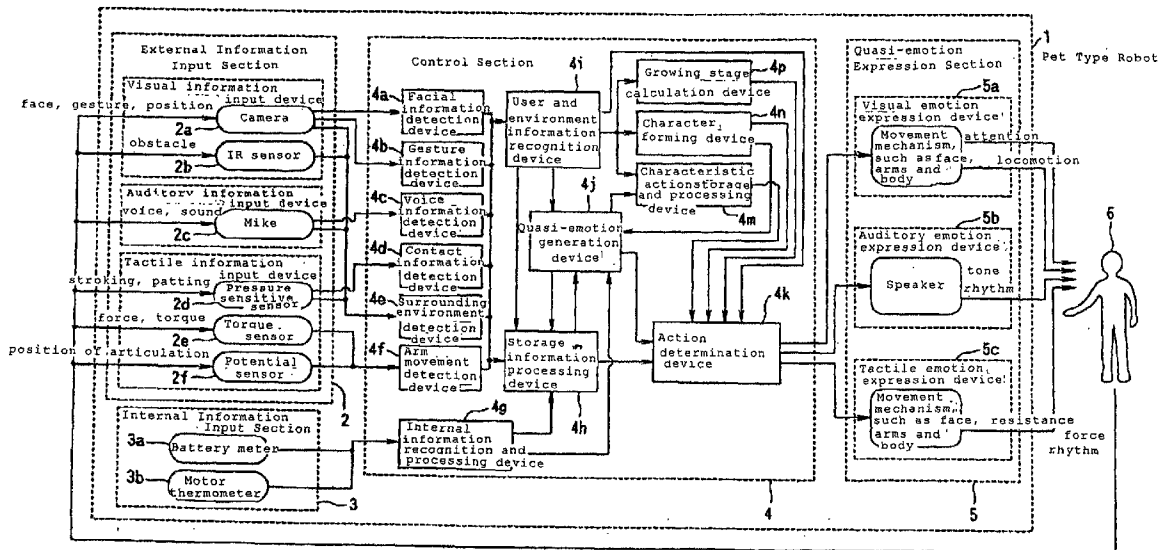 1
Pet Type Robot
External Information
Input Section
Visual information
input device
face, gesture, position
Camera
2a
obstacle
IR sensor
2b
Auditory information
input device
voice, sound
Mike
2c
Tactile information
input device
stroking, patting
Pressure
sensitive sensor
2d
force, torque
Torque
sensor
2e
position of articulation
Potential
sensor
2f
2
Internal Information
Input Section
3a
Battery meter
3b
Motor
thermometer
3
Control Section
4a
Facial
information
detection
device
4b
Gesture
information
detection
device
4c
Voice
information
detection
device
4d
Contact
information
detection
device
4e
Surrounding
environment
detection
device
4f
Arm
movement
detection
device
4g
Internal
information
recognition and
processing device
4i
User and
environment
information
recognition
device
4j
Quasi-emotion
generation
device
Storage
information
processing
device
4h
4p
Growing stage
calculation
device
4n
Character
forming device
Characteristic
action storage
and processing
device
4m
4k
Action
determination
device
4
Quasi-emotion
Expression Section
5a
Visual emotion
expression device
Movement
mechanism,
such as face,
arms and
body
attention
locomotion
5b
Auditory emotion
expression device
Speaker
tone
rhythm
5c
Tactile emotion
expression device
Movement
mechanism,
such as face,
arms and
body
resistance
force
rhythm
5
6